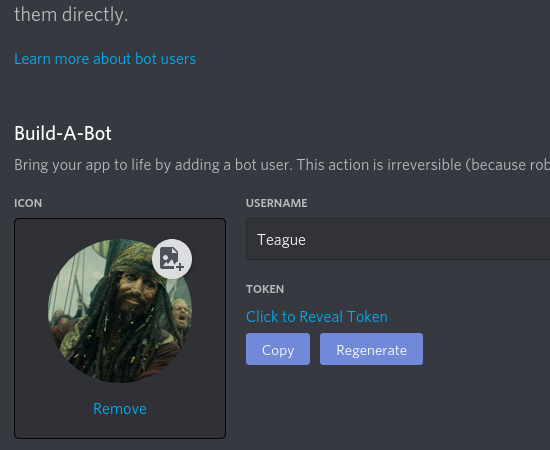 them directly.
Learn more about bot users
Build-A-Bot
Bring your app to life by adding a bot user. This action is irreversible (because rob
ICON
USERNAME
Teague
TOKEN
Click to Reveal Token
Copy Regenerate
Remove